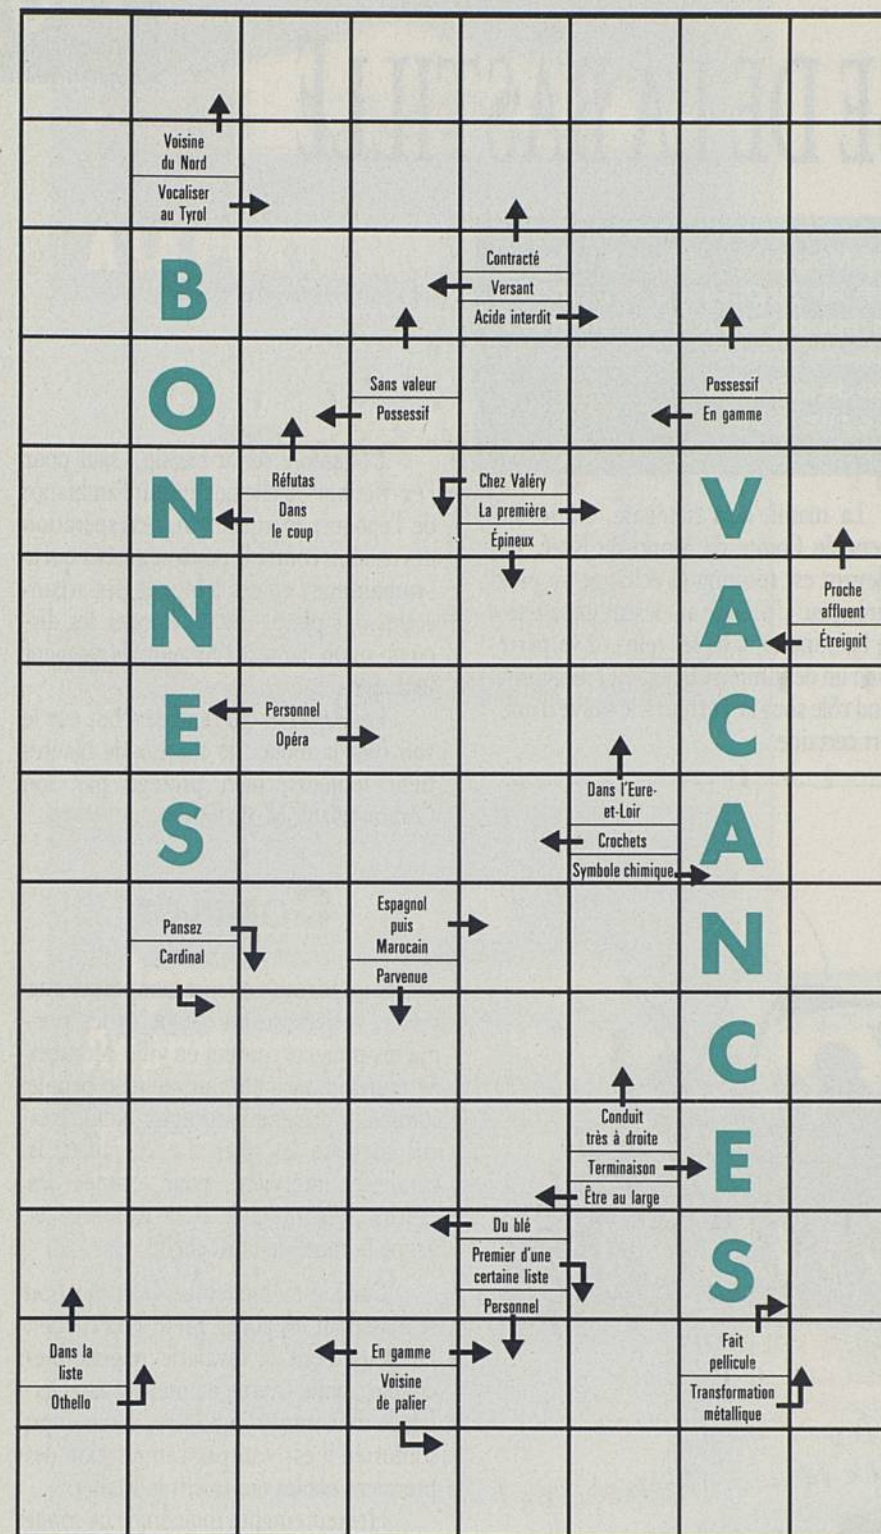 Voisine
du Nord
Vocaliser
au Tyrol
B
Contracté
Versant
Acide interdit
O
Sans valeur
Possessif
Possessif
En gamme
N
Réfutas
Dans
le coup
Chez Valéry
La première
Épineux
V
N
A
Proche
affluent
Étreignit
E
Personnel
Opéra
C
S
Dans l'Eure-
et-Loir
Crochets
Symbole chimique
A
Pansez
Cardinal
Espagnol
puis
Marocain
Parvenue
N
C
Conduit
très à droite
Terminaison
Être au large
E
Du blé
Premier d'une
certaine liste
Personnel
S
Dans la
liste
Othello
En gamme
Voisine
de palier
Fait
pellicule
Transformation
métallique